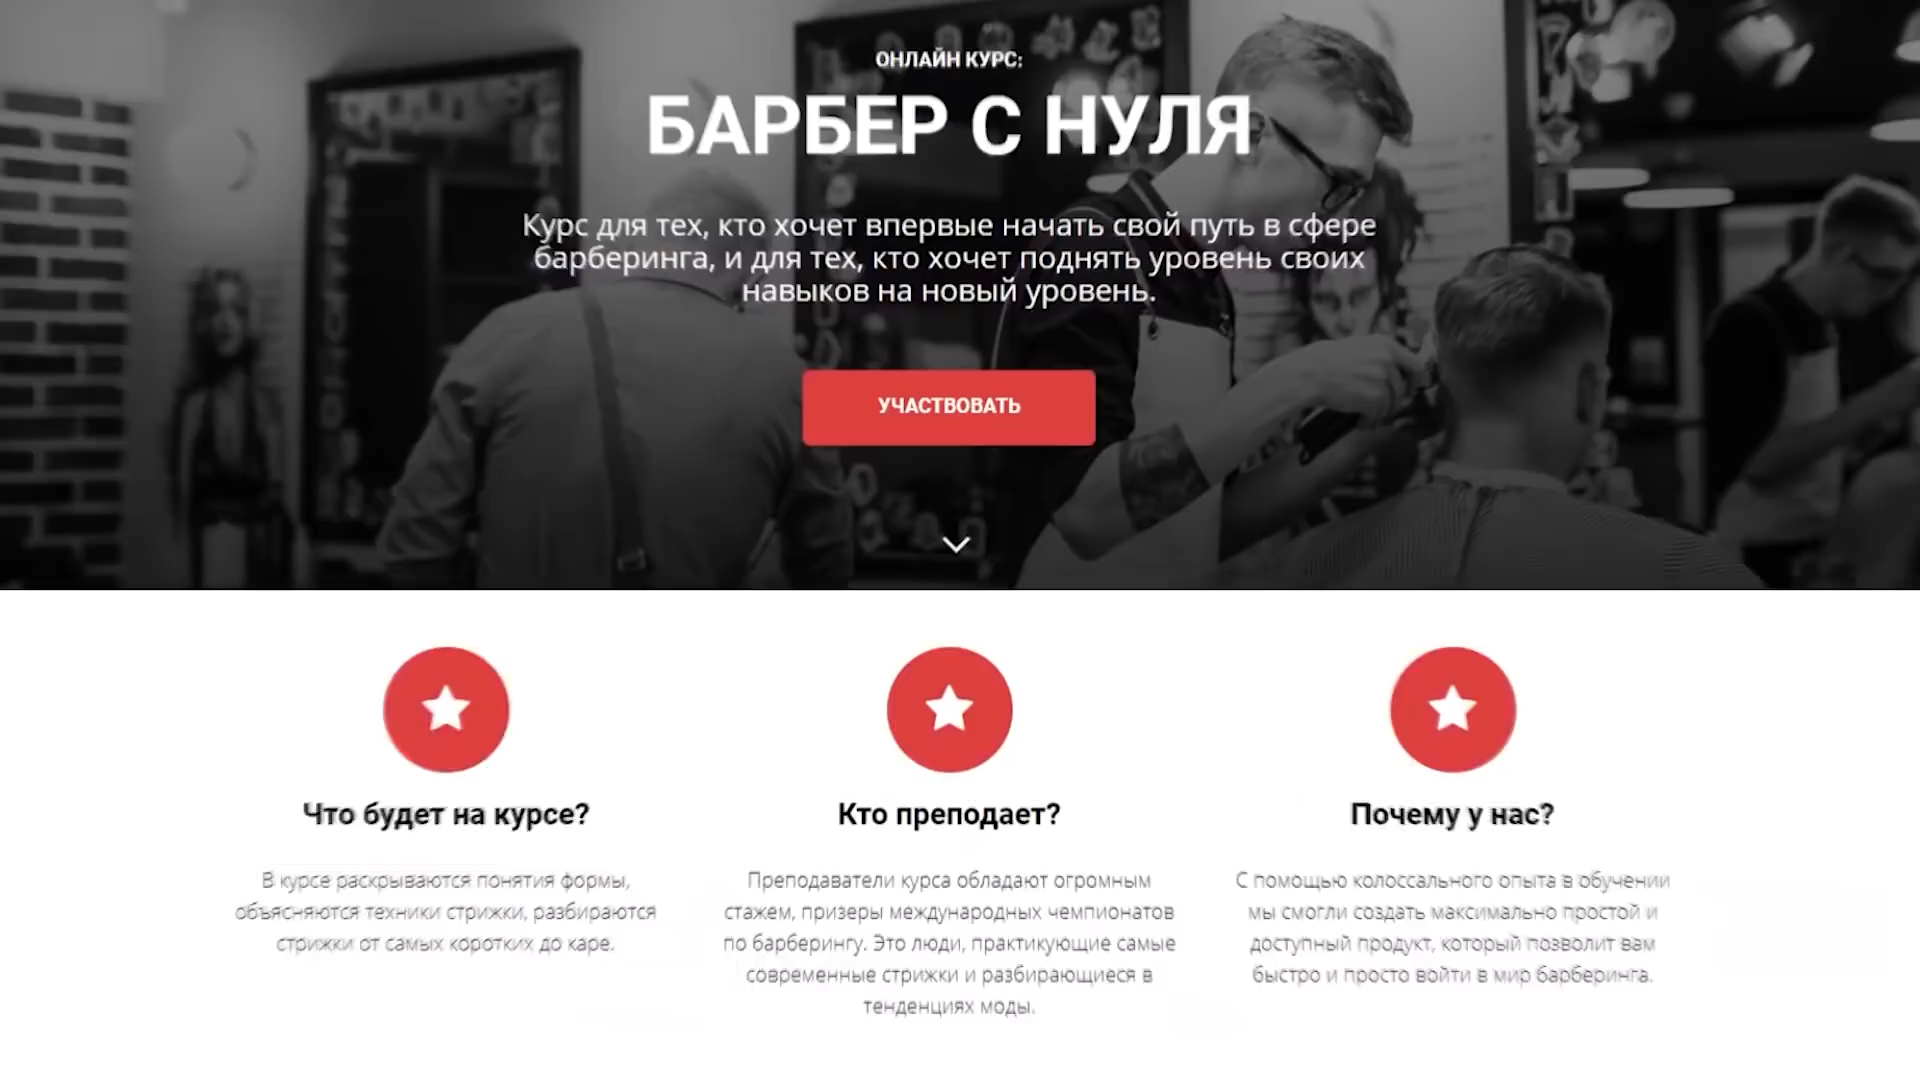 ОНЛАЙН КУРС:
БАРБЕР С НУЛЯ
Курс для тех, кто хочет впервые начать свой путь в сфере
барберинга, и для тех, кто хочет поднять уровень своих
навыков на новый уровень.
УЧАСТВОВАТЬ
Что будет на курсе?
В курсе раскрываются понятия формы,
объясняются техники стрижки, разбираются
стрижки от самых коротких до каре.
Кто преподает?
Преподаватели курса обладают огромным
стажем, призеры международных чемпионатов
по барберингу. Это люди, практикующие самые
современные стрижки и разбирающиеся в
тенденциях моды.
Почему у нас?
С помощью колоссального опыта в обучении
мы смогли создать максимально простой и
доступный продукт, который позволит вам
быстро и просто войти в мир барберинга.